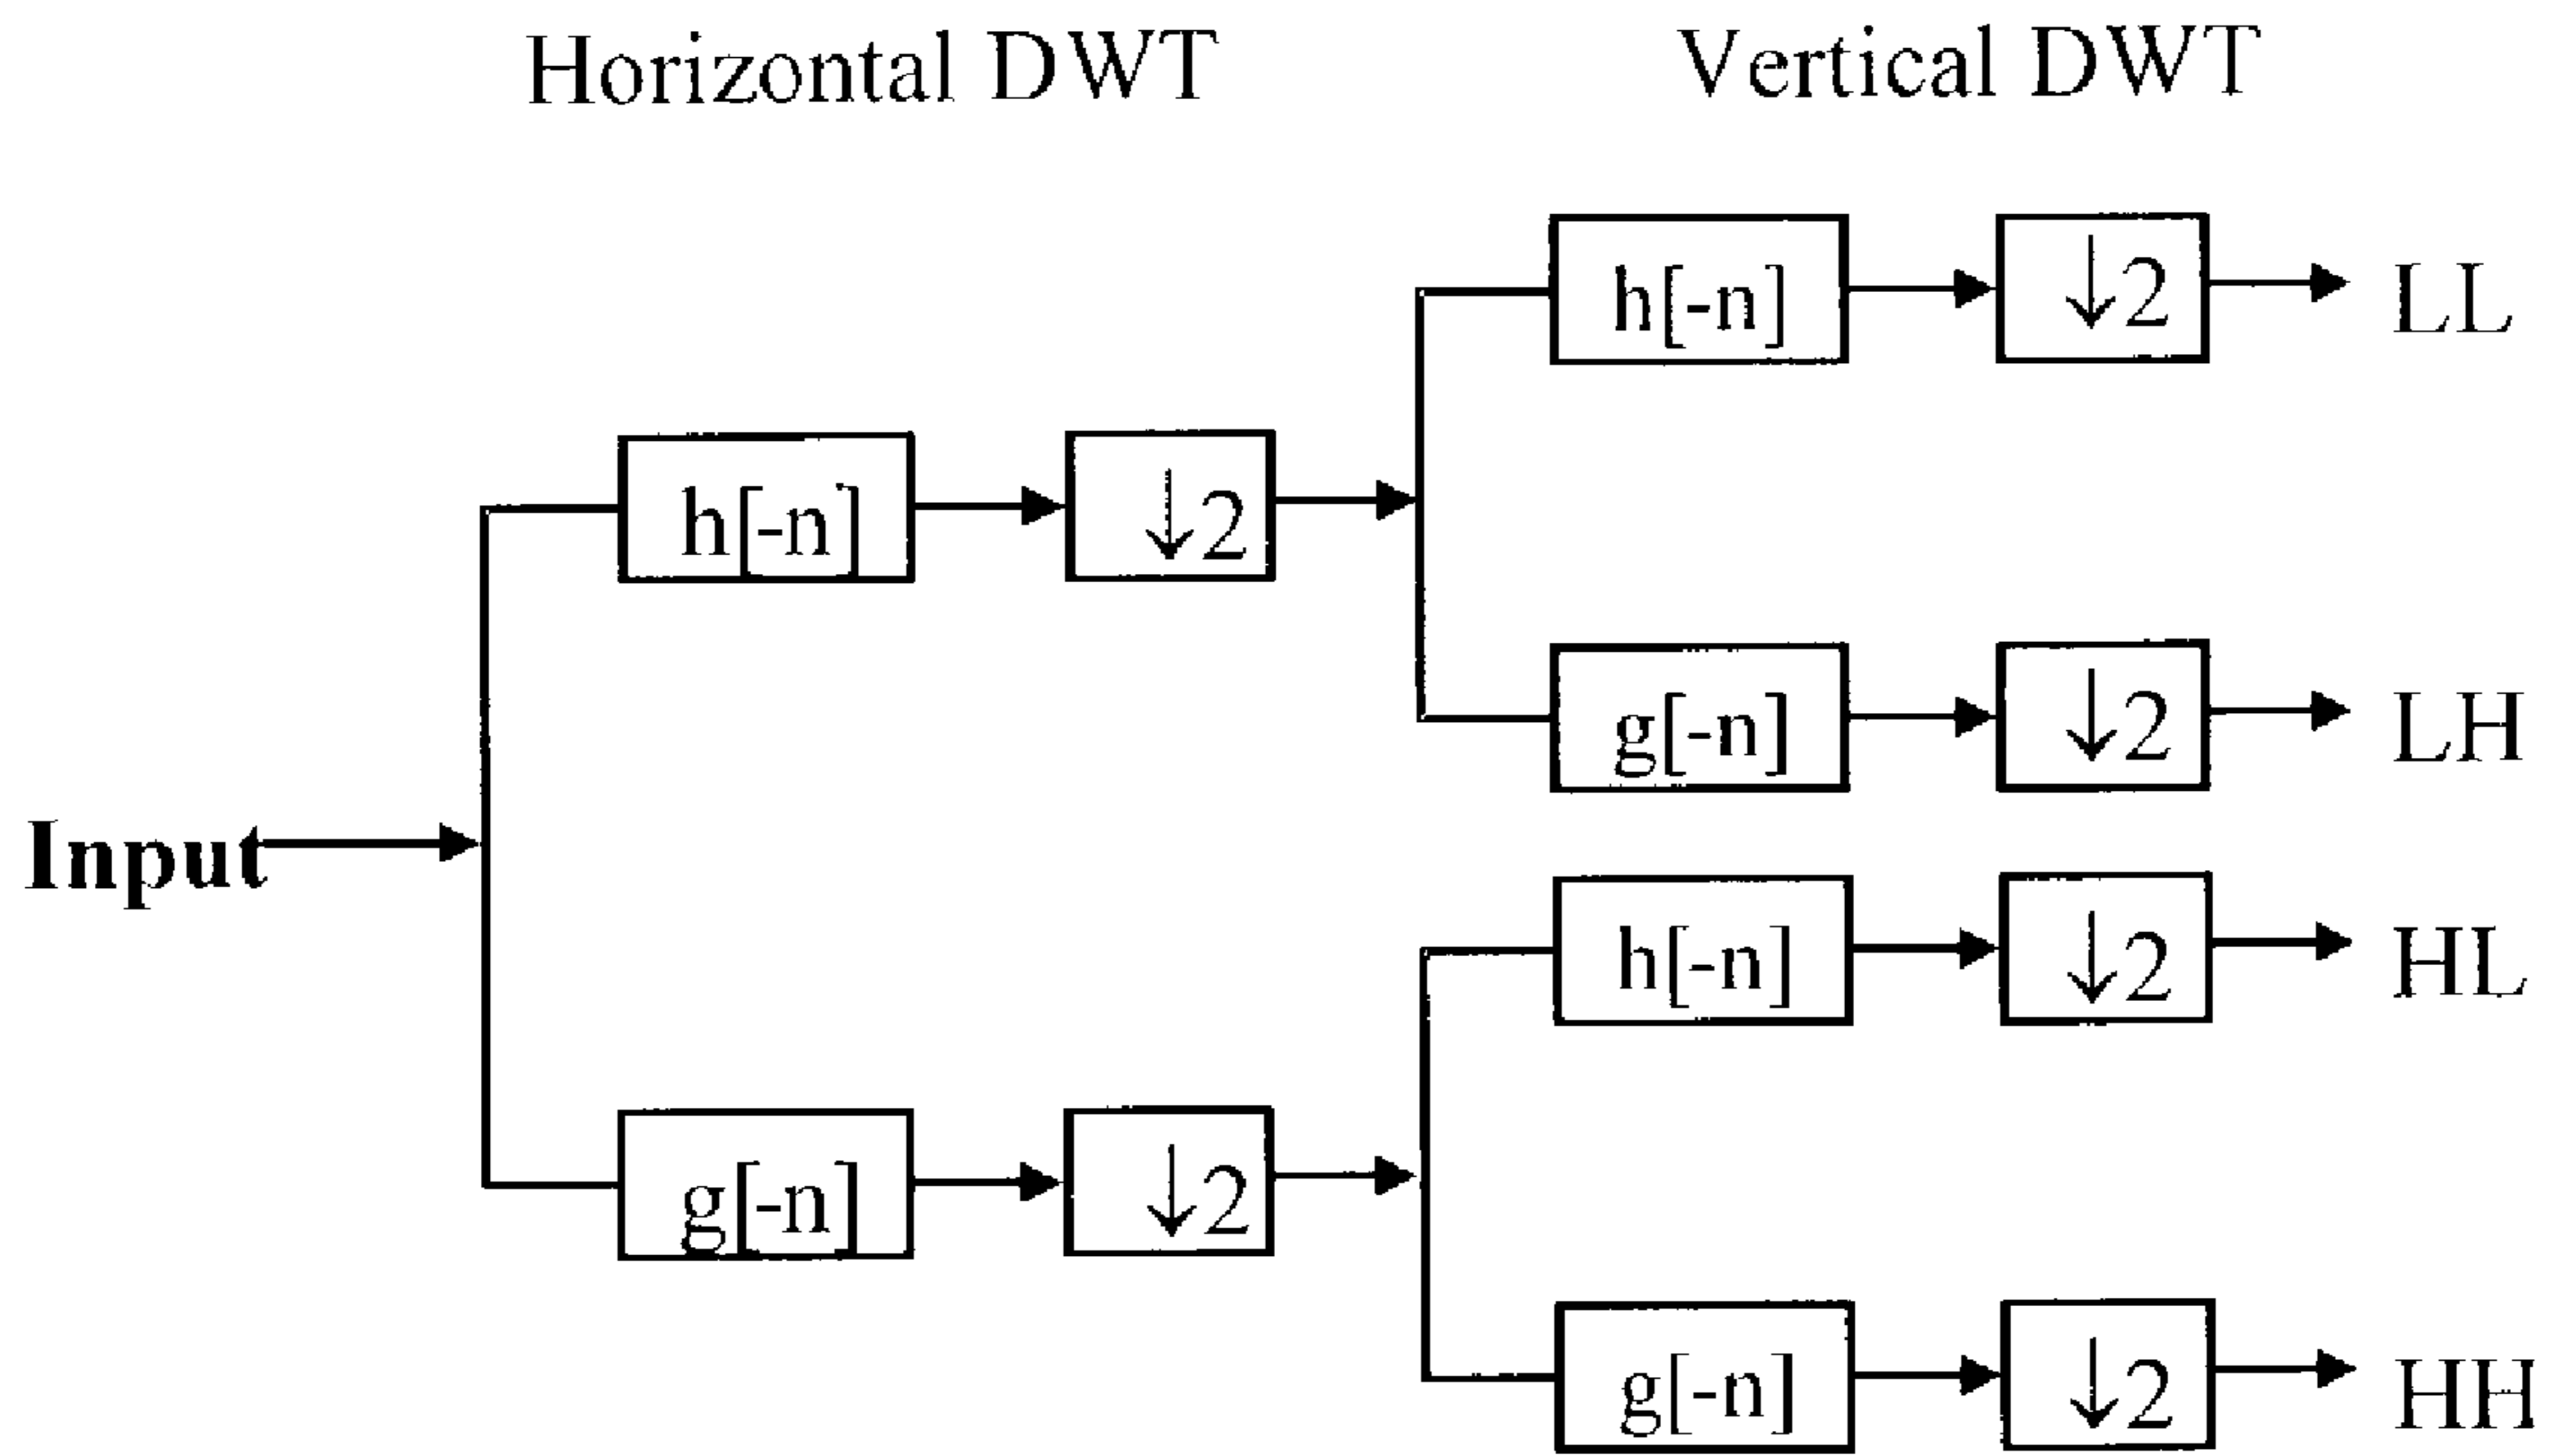 Horizontal DWT
Vertical DWT
h[-n]
↓2
LL
h[-n]
↓2
g[-n]
↓2
LH
Input
h[-n]
↓2
HL
g[-n]
↓2
g[-n]
↓2
HH